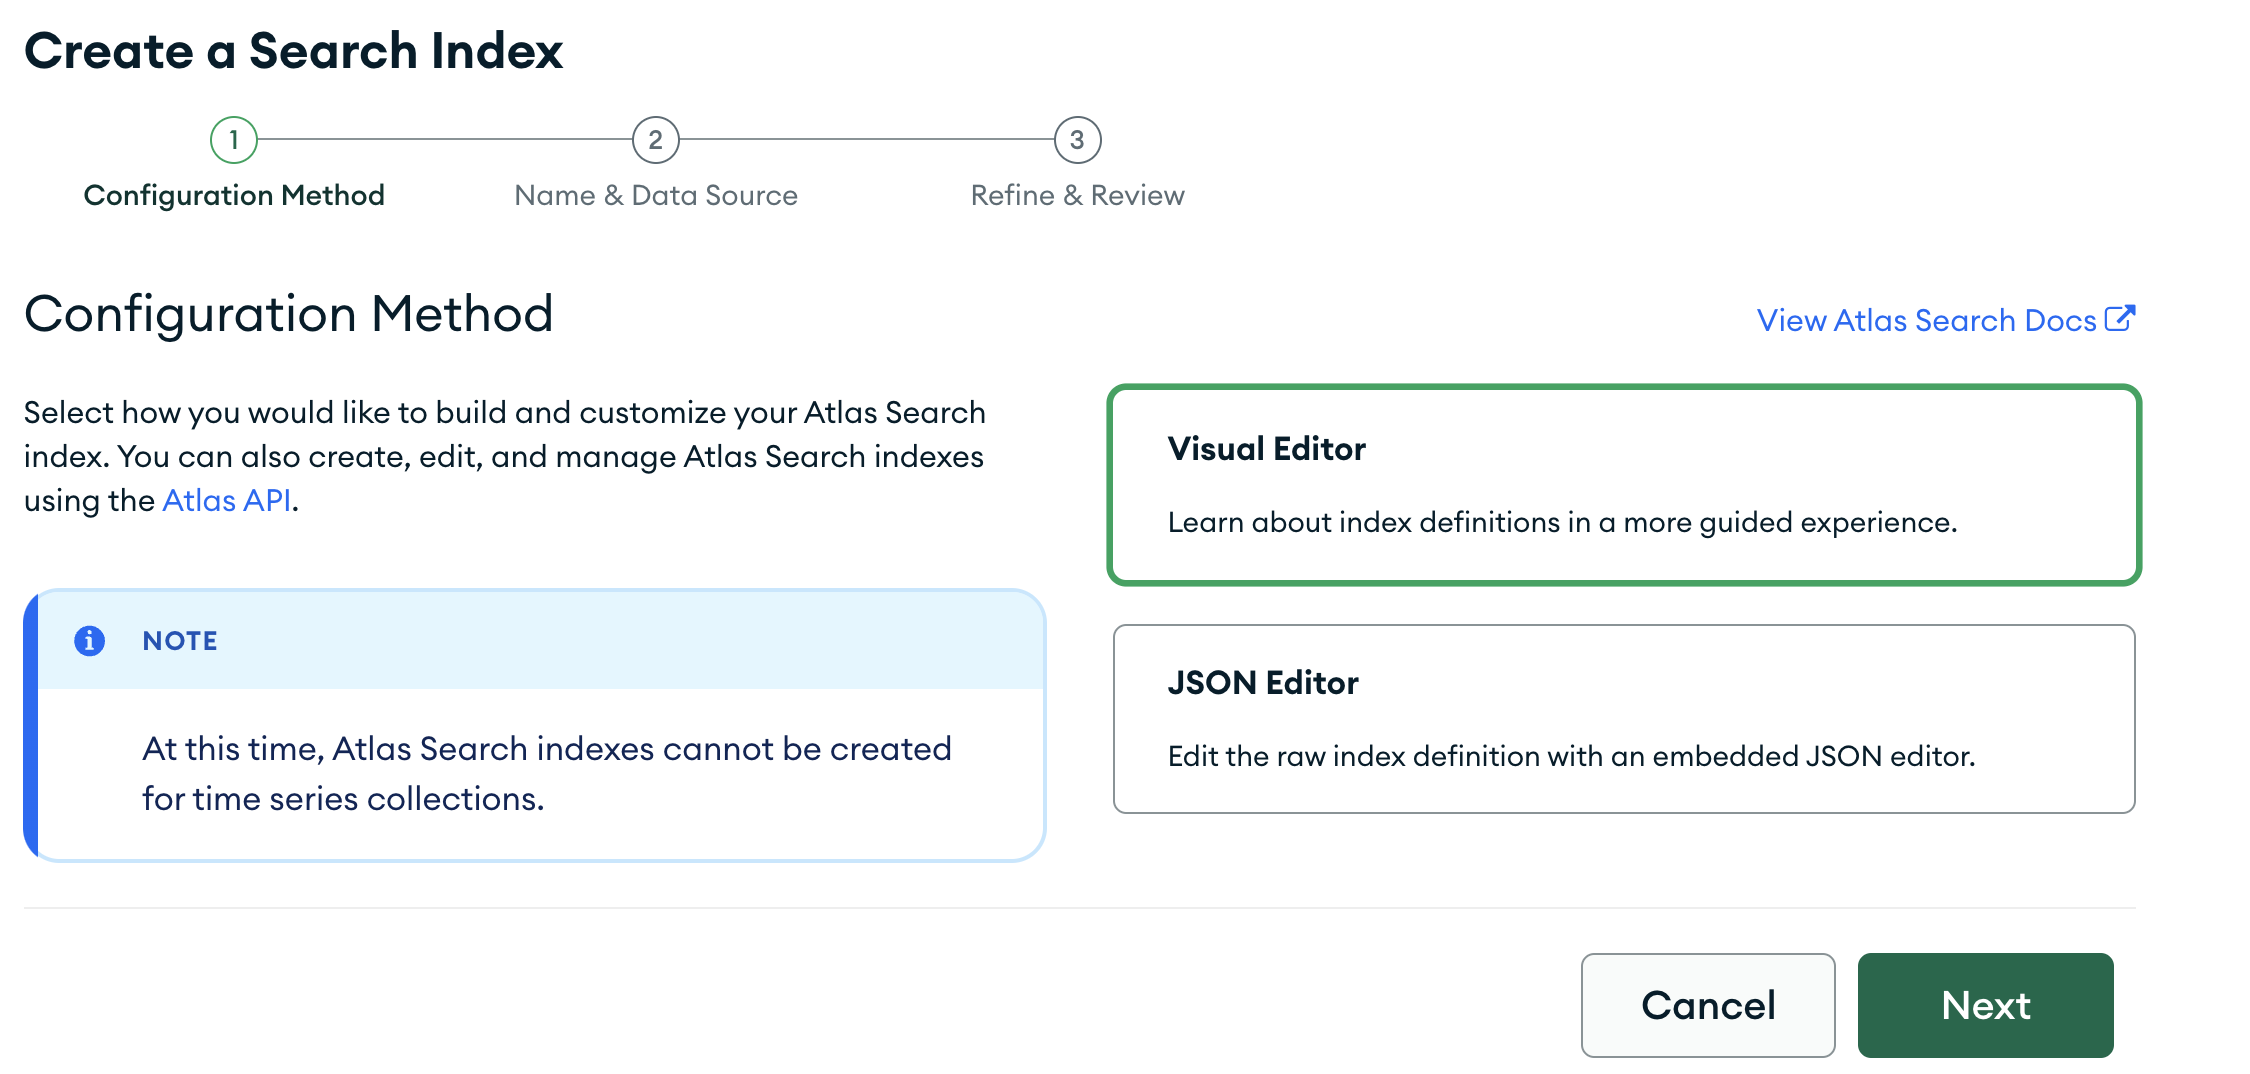 Create a Search Index
1
2
3
Configuration Method
Name & Data Source
Refine & Review
Configuration Method
View Atlas Search Docs
Select how you would like to build and customize your Atlas Search
index. You can also create, edit, and manage Atlas Search indexes
using the Atlas API.
NOTE
At this time, Atlas Search indexes cannot be created
for time series collections.
Visual Editor
Learn about index definitions in a more guided experience.
JSON Editor
Edit the raw index definition with an embedded JSON editor.
Cancel
Next